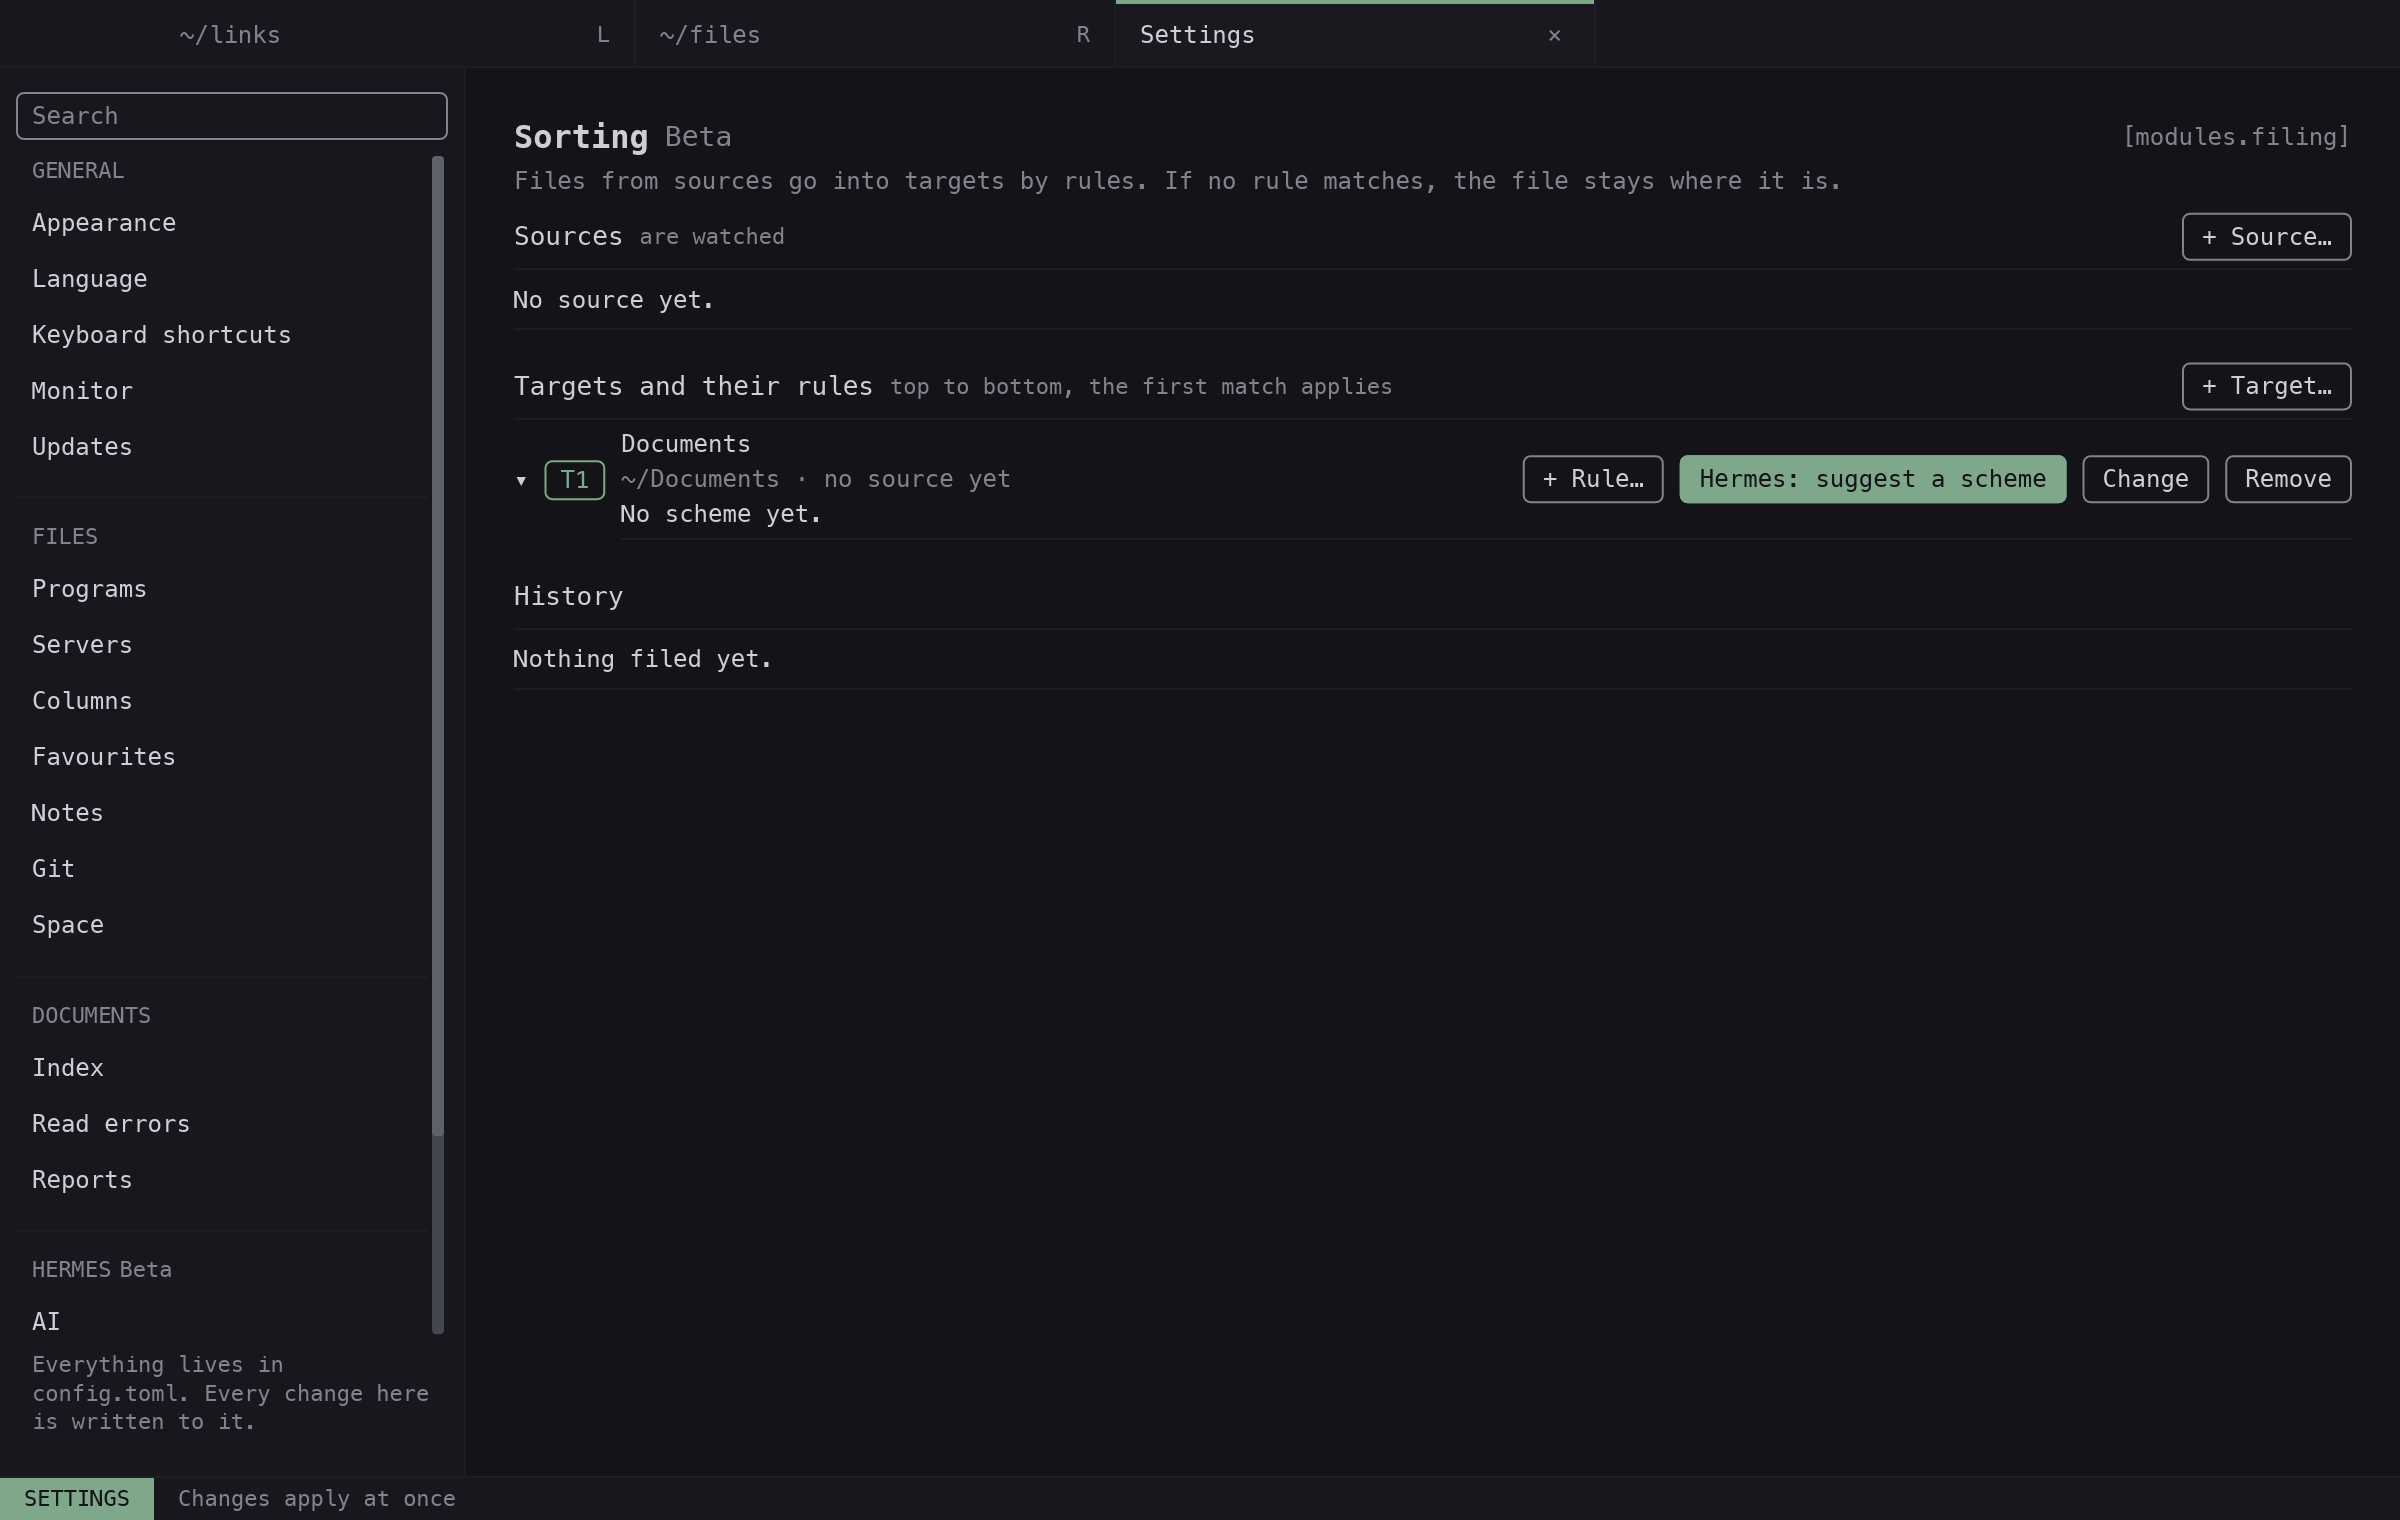 ~/links L ~/files R Settings ×
Search
GENERAL
Appearance
Language
Keyboard shortcuts
Monitor
Updates
FILES
Programs
Servers
Columns
Favourites
Notes
Git
Space
DOCUMENTS
Index
Read errors
Reports
HERMES Beta
AI
Everything lives in
config.toml. Every change here
is written to it.
Sorting Beta [modules.filing]
Files from sources go into targets by rules. If no rule matches, the file stays where it is.
Sources are watched + Source…
No source yet.
Targets and their rules top to bottom, the first match applies + Target…
▾ T1 Documents
~/Documents · no source yet
No scheme yet.
+ Rule… Hermes: suggest a scheme Change Remove
History
Nothing filed yet.
SETTINGS Changes apply at once